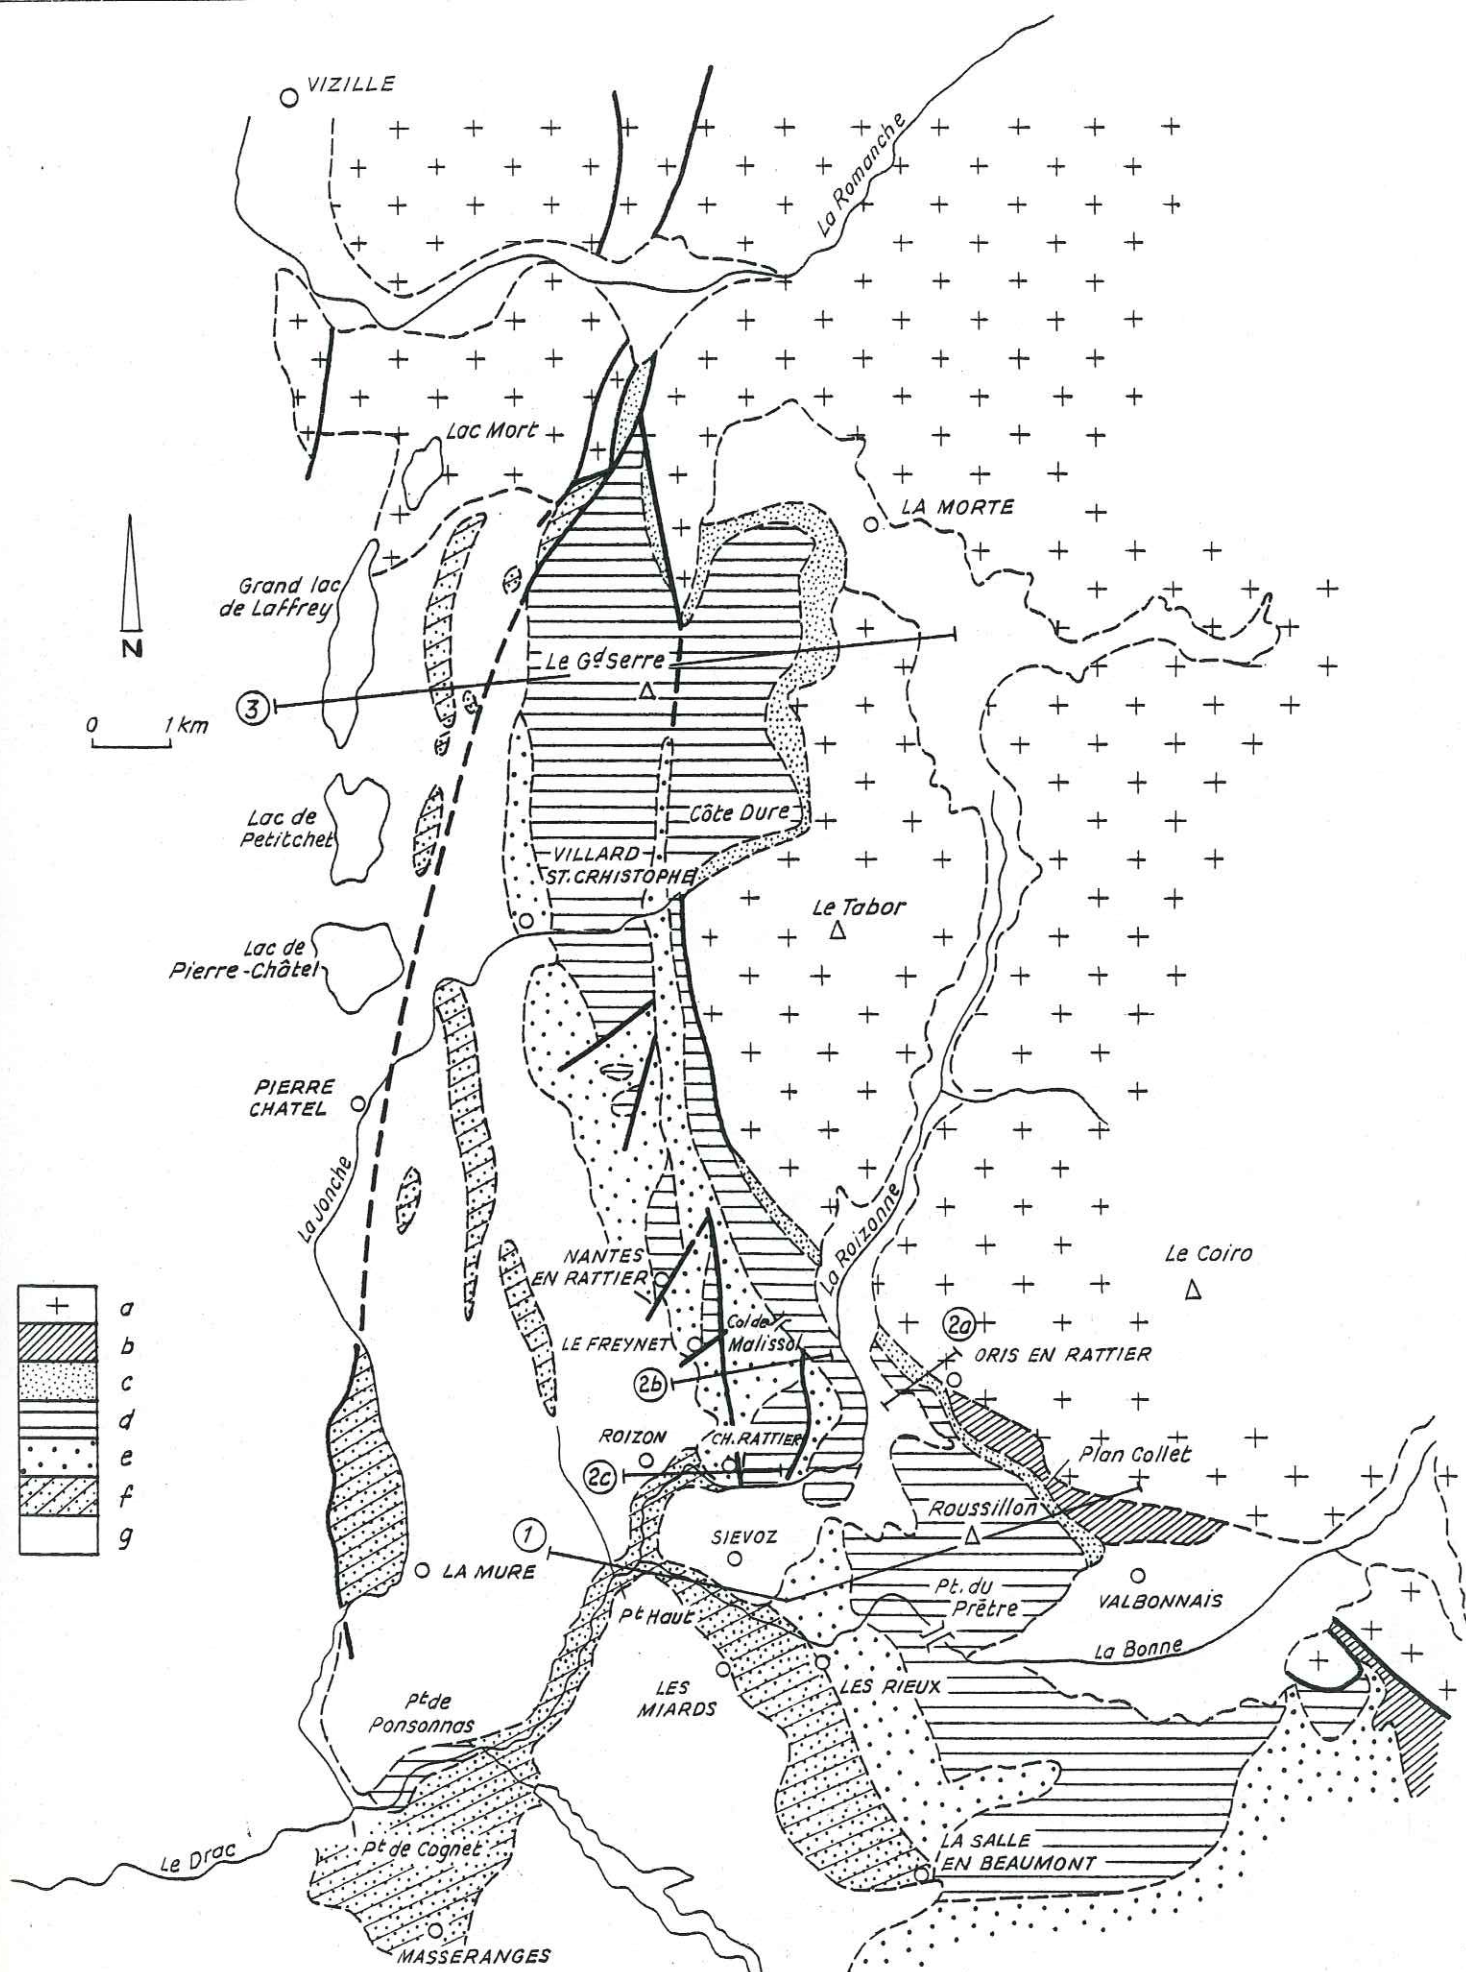 VIZILLE
La Romanche
Lac Mort
LA MORTE
Grand lac
de Laffrey
N
Le Gd Serre
3
0 1 km
Côte Dure
Lac de
Petitchet
VILLARD
ST. CRHISTOPHE
Le Tabor
Lac de
Pierre-Châtel
PIERRE
CHATEL
La Jonche
La Roizonne
NANTES
EN RATTIER
Le Coiro
a
b
c
d
e
f
g
Col de
Malissol
LE FREYNET
2a
ORIS EN RATTIER
2b
ROIZON
CH. RATTIER
Plan Collet
2c
Roussillon
1
SIEVOZ
LA MURE
Pt. du
Prêtre
VALBONNAIS
Pt Haut
La Bonne
LES
MIARDS
LES RIEUX
Pt de
Ponsonnas
Le Drac
Pt de Cognet
LA SALLE
EN BEAUMONT
MASSERANGES